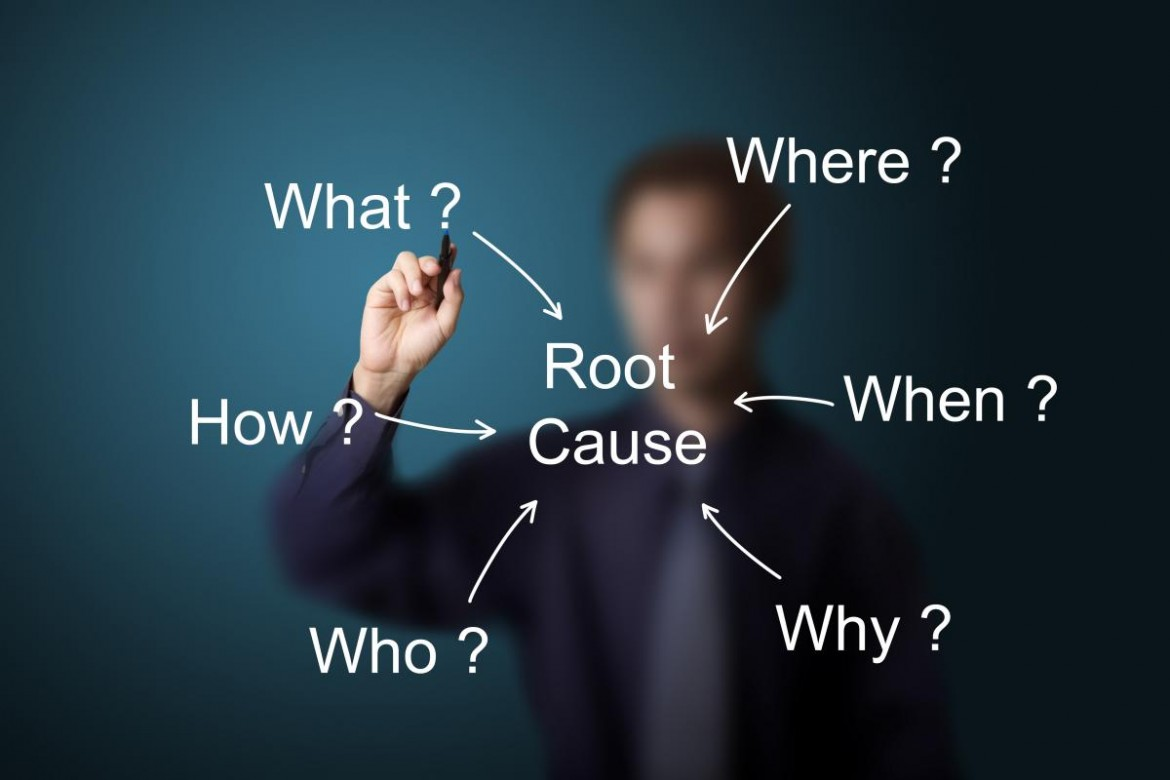 Where ?
What ?
Root
Cause
When ?
How ?
Who ?
Why ?